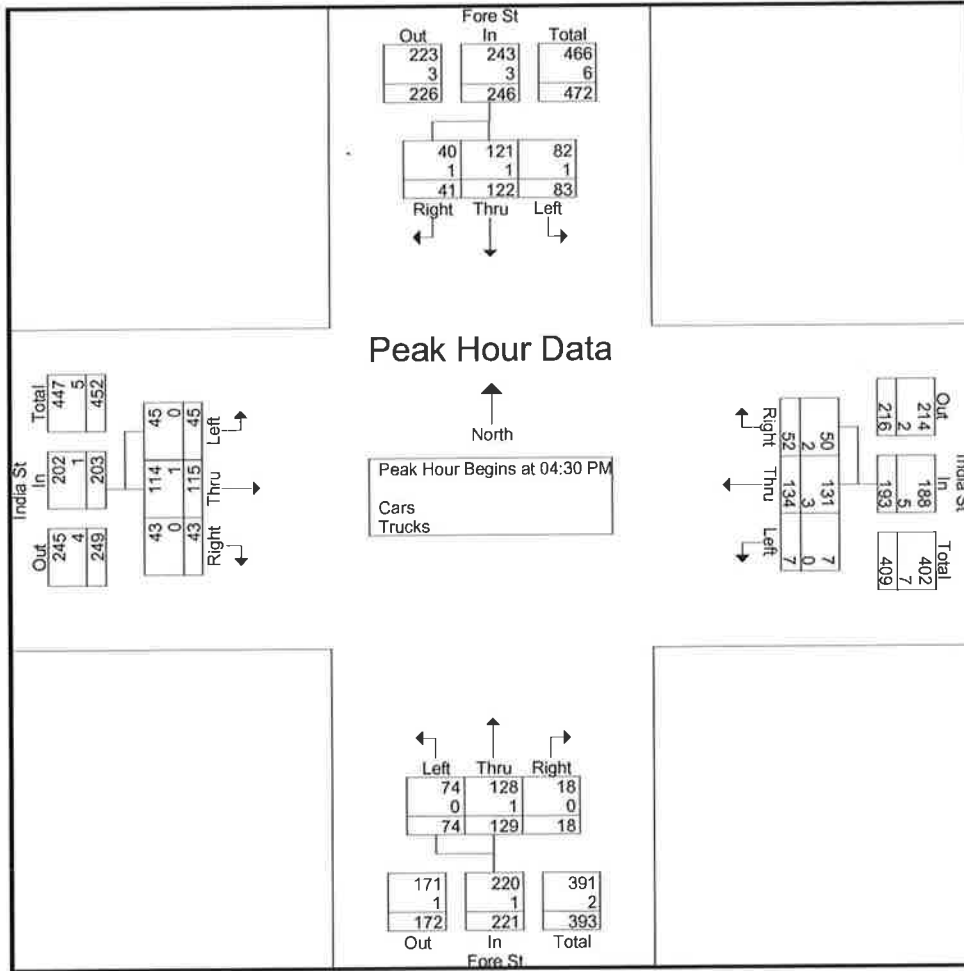 Fore St
Out In Total
223 243 466
3 3 6
226 246 472
40 121 82
1 1 1
41 122 83
Right Thru Left
Peak Hour Data
North
Peak Hour Begins at 04:30 PM
Cars
Trucks
India St
Total In Out
447 202 245
5 1 4
452 203 249
45 114 43
0 1 0
45 115 43
Left Thru Right
India St
Out In Total
214 188 402
2 5 7
216 193 409
50 131 7
2 3 0
52 134 7
Right Thru Left
Left Thru Right
74 128 18
0 1 0
74 129 18
171 220 391
1 1 2
172 221 393
Out In Total
Fore St